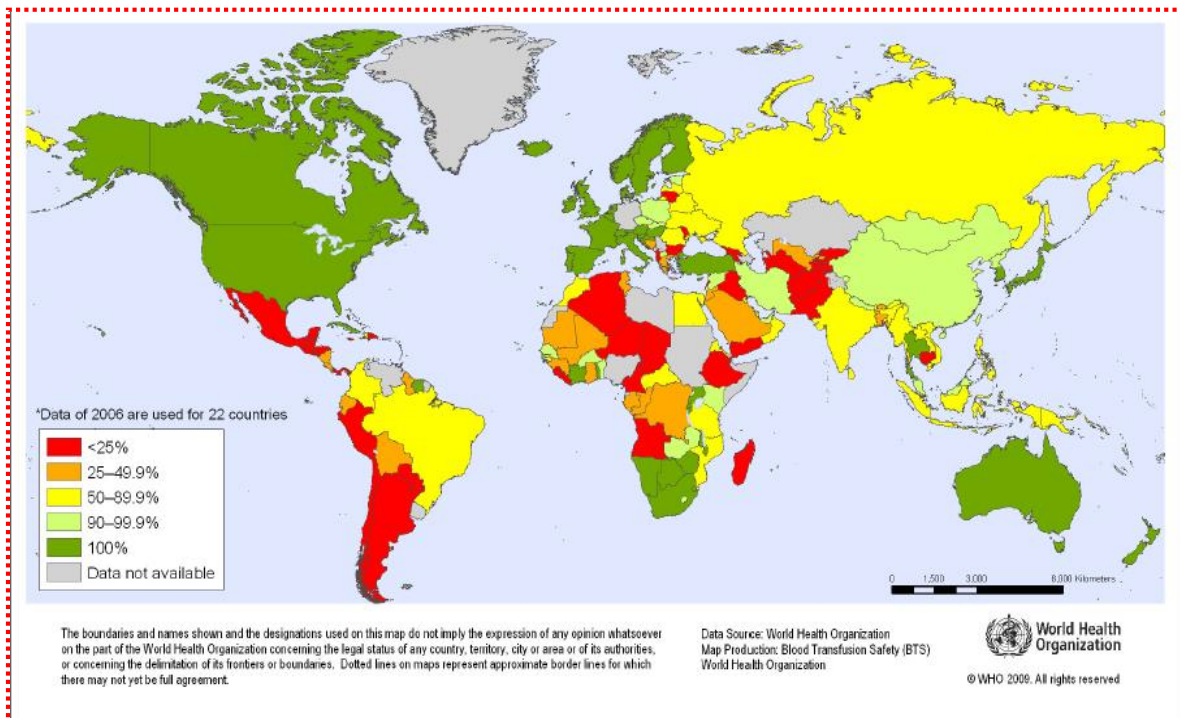 *Data of 2006 are used for 22 countries
<25%
25–49.9%
50–89.9%
90–99.9%
100%
Data not available
0 1,500 3,000 6,000 Kilometers
The boundaries and names shown and the designations used on this map do not imply the expression of any opinion whatsoever
on the part of the World Health Organization concerning the legal status of any country, territory, city or area or of its authorities,
or concerning the delimitation of its frontiers or boundaries. Dotted lines on maps represent approximate border lines for which
there may not yet be full agreement.
Data Source: World Health Organization
Map Production: Blood Transfusion Safety (BTS)
World Health Organization
World Health
Organization
© WHO 2009. All rights reserved